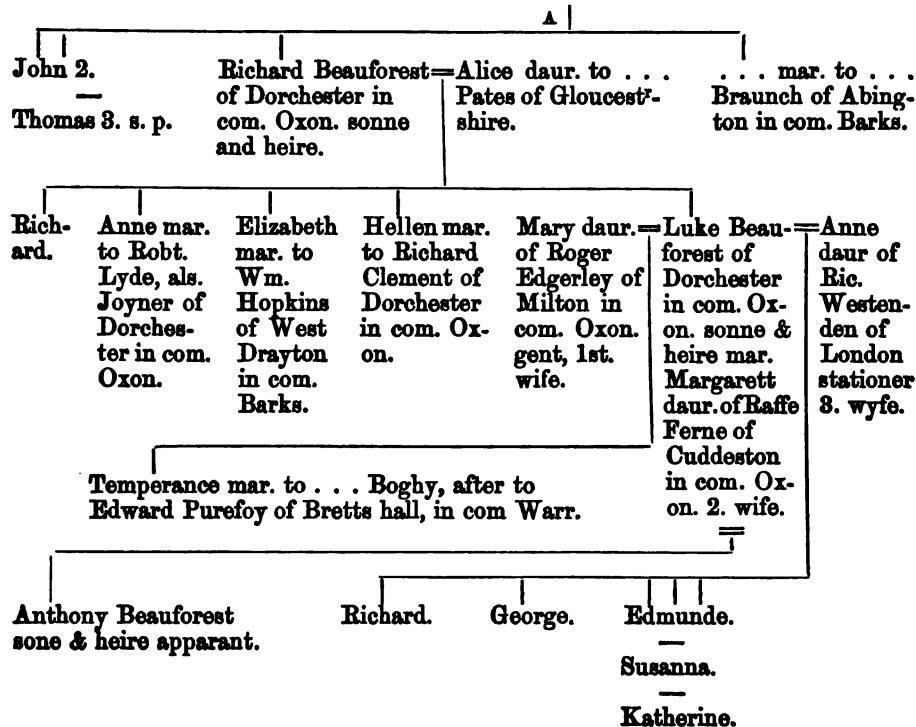 A
John 2.
Thomas 3. s. p.
Richard Beauforest=
of Dorchester in
com. Oxon. sonne
and heire.
Alice daur. to . . .
Pates of Gloucestr-
shire.
. . . mar. to . . .
Braunch of Abing-
ton in com. Barks.
Rich-
ard.
Anne mar.
to Robt.
Lyde, als.
Joyner of
Dorches-
ter in com.
Oxon.
Elizabeth
mar. to
Wm.
Hopkins
of West
Drayton
in com.
Barks.
Hellen mar.
to Richard
Clement of
Dorchester
in com. Ox-
on.
Mary daur.=
of Roger
Edgerley of
Milton in
com. Oxon.
gent, 1st.
wife.
Luke Beau-=
forest of
Dorchester
in com. Ox-
on. sonne &
heire mar.
Margarett
daur. of Raffe
Ferne of
Cuddeston
in com. Ox-
on. 2. wife.
Anne
daur of
Ric.
Westen-
den of
London
stationer
3. wyfe.
Temperance mar. to . . . Boghy, after to
Edward Purefoy of Bretts hall, in com Warr.
Anthony Beauforest
sone & heire apparant.
Richard.
George.
Edmunde.
Susanna.
Katherine.